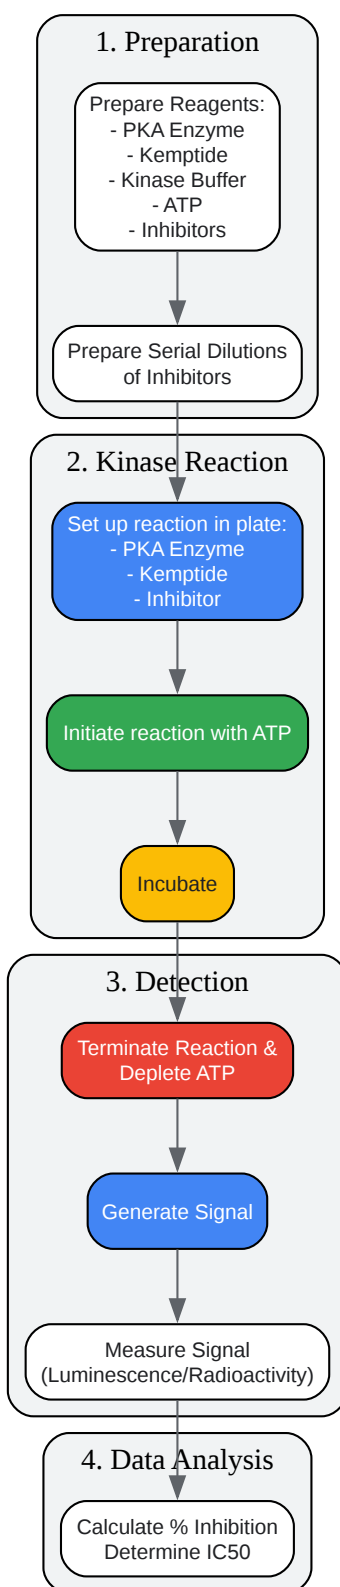 1. Preparation
Prepare Reagents:
- PKA Enzyme
- Kemptide
- Kinase Buffer
- ATP
- Inhibitors
Prepare Serial Dilutions
of Inhibitors
2. Kinase Reaction
Set up reaction in plate:
- PKA Enzyme
- Kemptide
- Inhibitor
Initiate reaction with ATP
Incubate
3. Detection
Terminate Reaction &
Deplete ATP
Generate Signal
Measure Signal
(Luminescence/Radioactivity)
4. Data Analysis
Calculate % Inhibition
Determine IC50